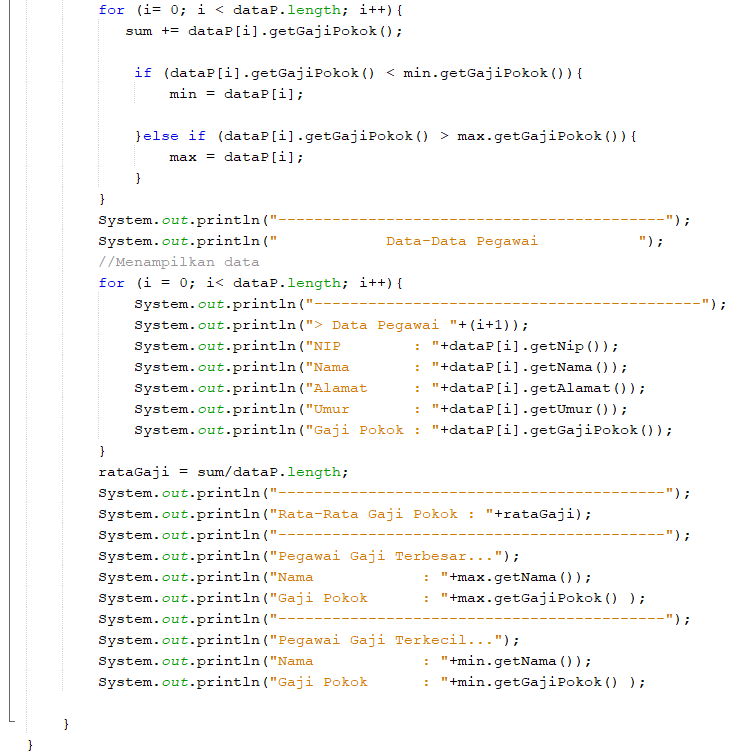 for (i= 0; i < dataP.length; i++){
sum += dataP[i].getGajiPokok();
if (dataP[i].getGajiPokok() < min.getGajiPokok()){
min = dataP[i];
}else if (dataP[i].getGajiPokok() > max.getGajiPokok()){
max = dataP[i];
}
}
System.out.println("-------------------------------------------");
System.out.println("            Data-Data Pegawai           ");
//Menampilkan data
for (i = 0; i< dataP.length; i++){
System.out.println("-------------------------------------------");
System.out.println("> Data Pegawai "+(i+1));
System.out.println("NIP        : "+dataP[i].getNip());
System.out.println("Nama       : "+dataP[i].getNama());
System.out.println("Alamat     : "+dataP[i].getAlamat());
System.out.println("Umur       : "+dataP[i].getUmur());
System.out.println("Gaji Pokok : "+dataP[i].getGajiPokok());
}
rataGaji = sum/dataP.length;
System.out.println("-------------------------------------------");
System.out.println("Rata-Rata Gaji Pokok : "+rataGaji);
System.out.println("-------------------------------------------");
System.out.println("Pegawai Gaji Terbesar...");
System.out.println("Nama            : "+max.getNama());
System.out.println("Gaji Pokok      : "+max.getGajiPokok() );
System.out.println("-------------------------------------------");
System.out.println("Pegawai Gaji Terkecil...");
System.out.println("Nama            : "+min.getNama());
System.out.println("Gaji Pokok      : "+min.getGajiPokok() );
}
}